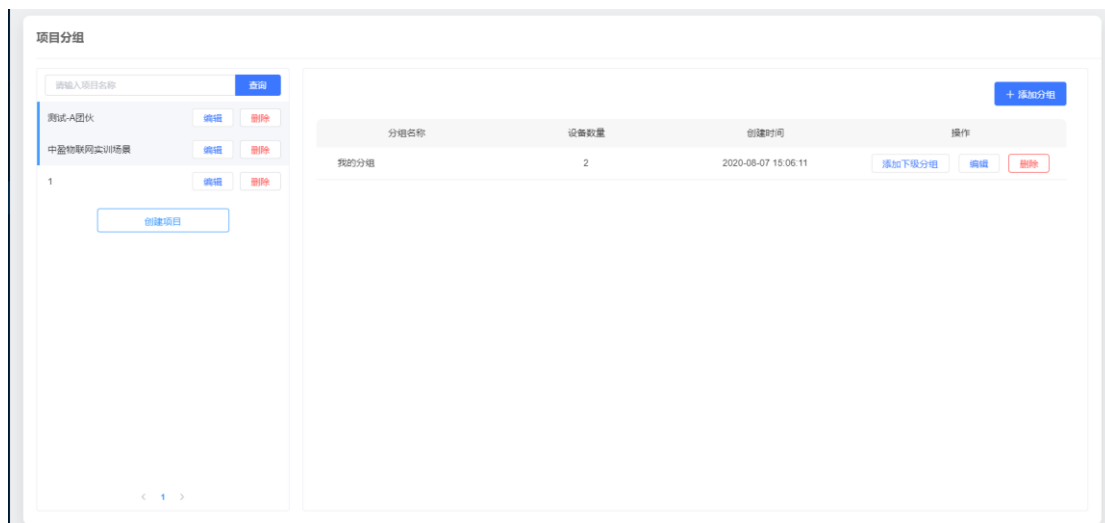 项目分组
请输入项目名称 查询
测试-A团伙 编辑 删除
中盈物联网实训场景 编辑 删除
1 编辑 删除
创建项目
< 1 >
+ 添加分组
分组名称 设备数量 创建时间 操作
我的分组 2 2020-08-07 15:06:11 添加下级分组 编辑 删除